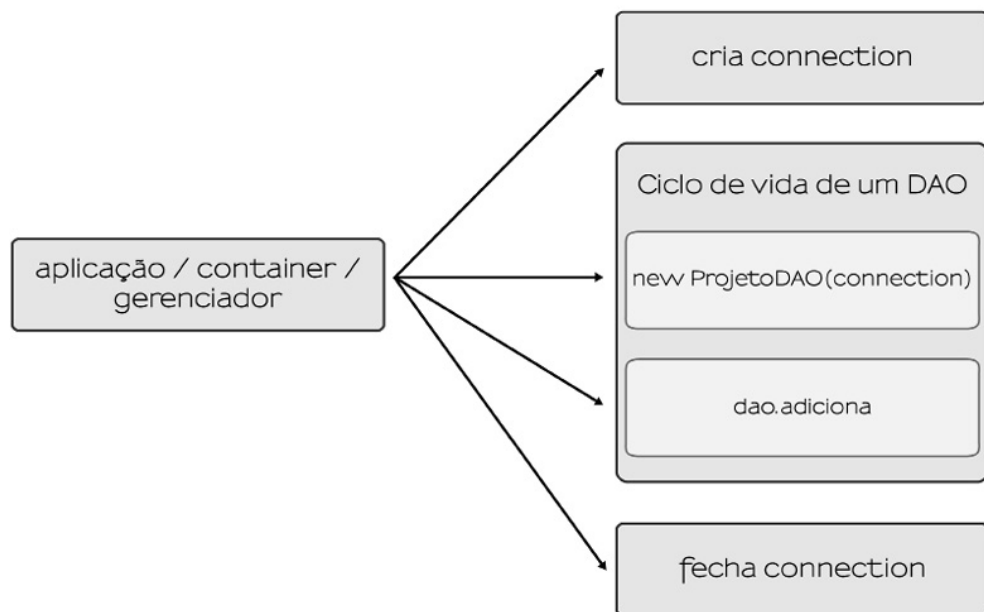 cria connection
Ciclo de vida de um DAO
aplicação / container /
gerenciador
new ProjetoDAO(connection)
dao.adiciona
fecha connection